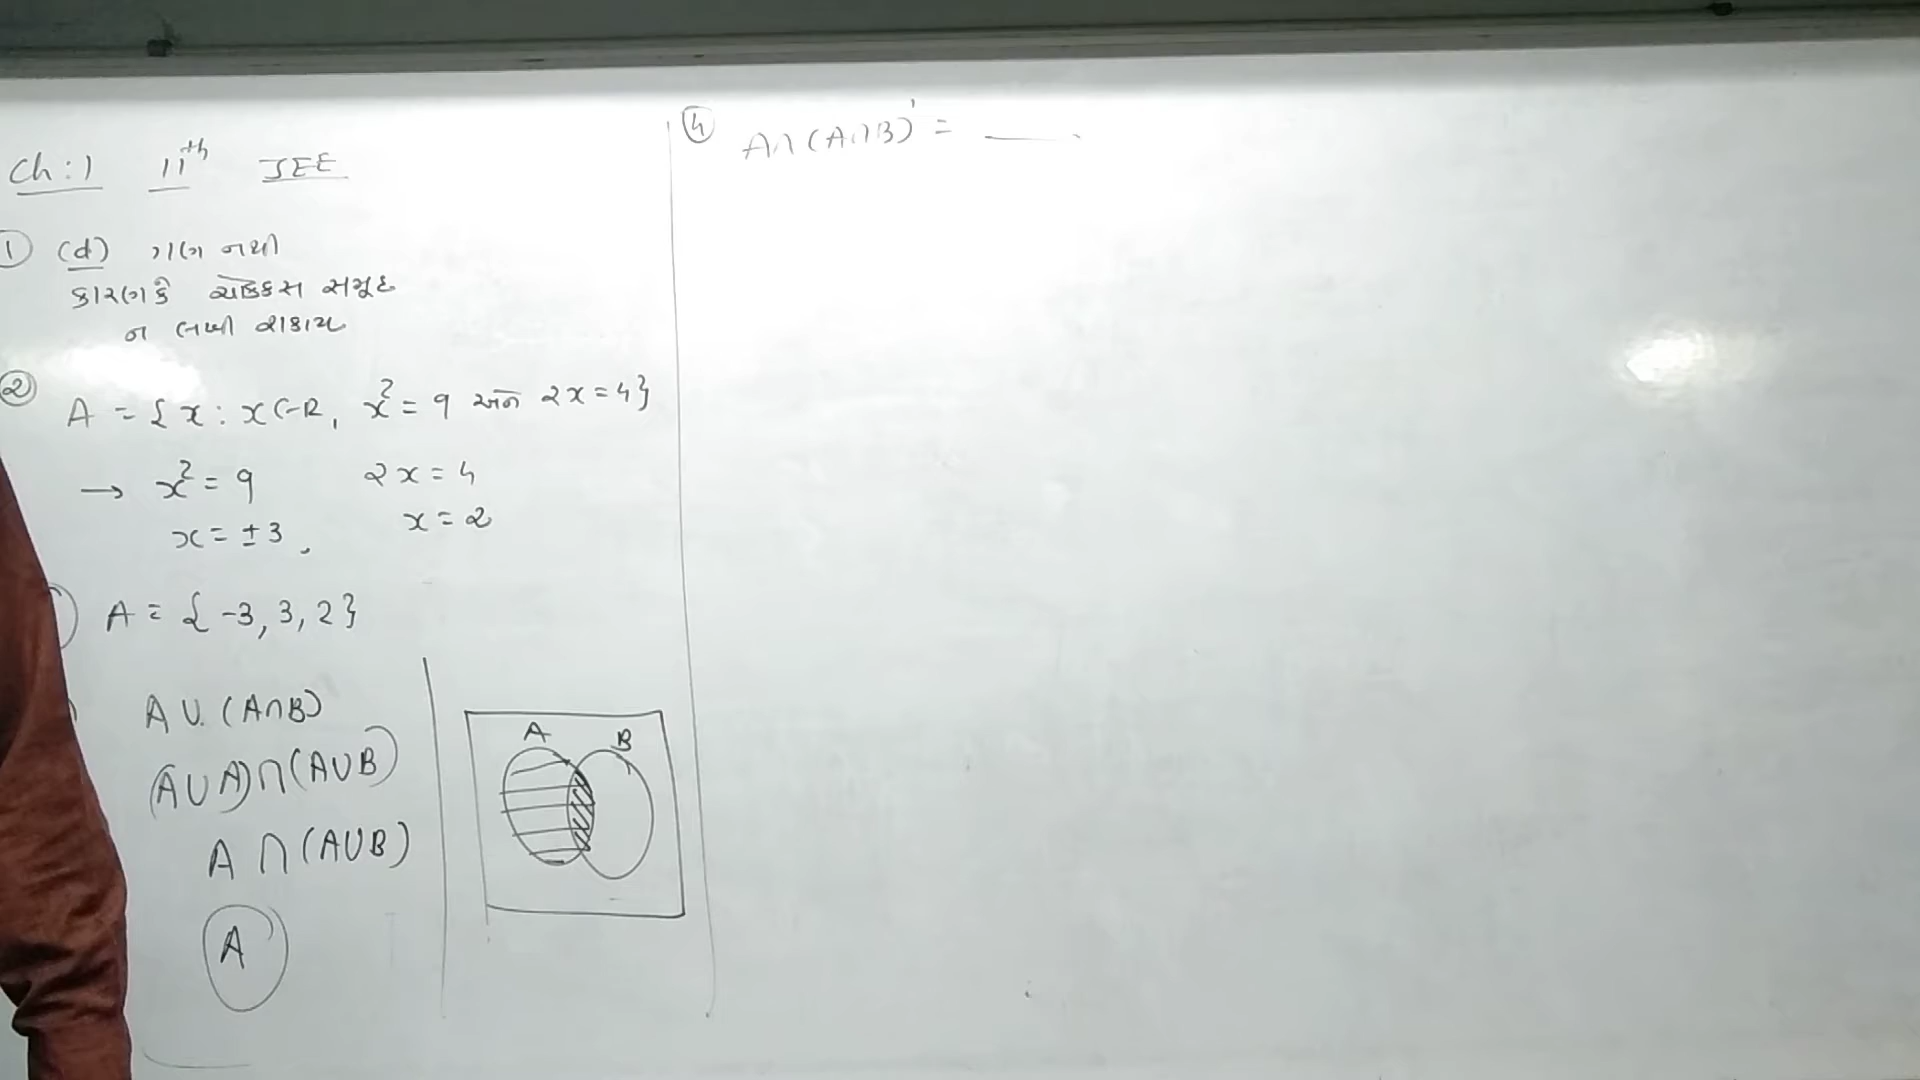 Ch : 1 11th JEE
① (d) ગણ નથી
કારણકે ચોક્કસ સમૂહ
ન લખી શકાય
② A = { x : x ∈ R, x² = 9 અને 2x = 4 }
→ x² = 9 2x = 4
x = ±3 , x = 2
A = { -3, 3, 2 }
A ∪ (A∩B)
(A∪A)∩(A∪B)
A ∩ (A∪B)
A
A B
④ A∩(A∩B)' = ____.